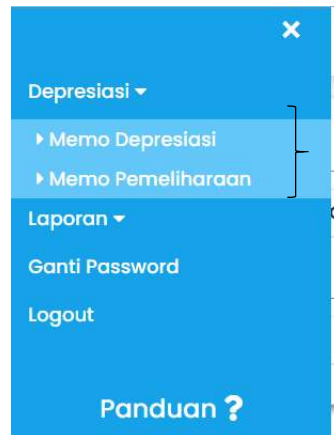 Depresiasi
Memo Depresiasi
Memo Pemeliharaan
Laporan
Ganti Password
Logout
Panduan ?